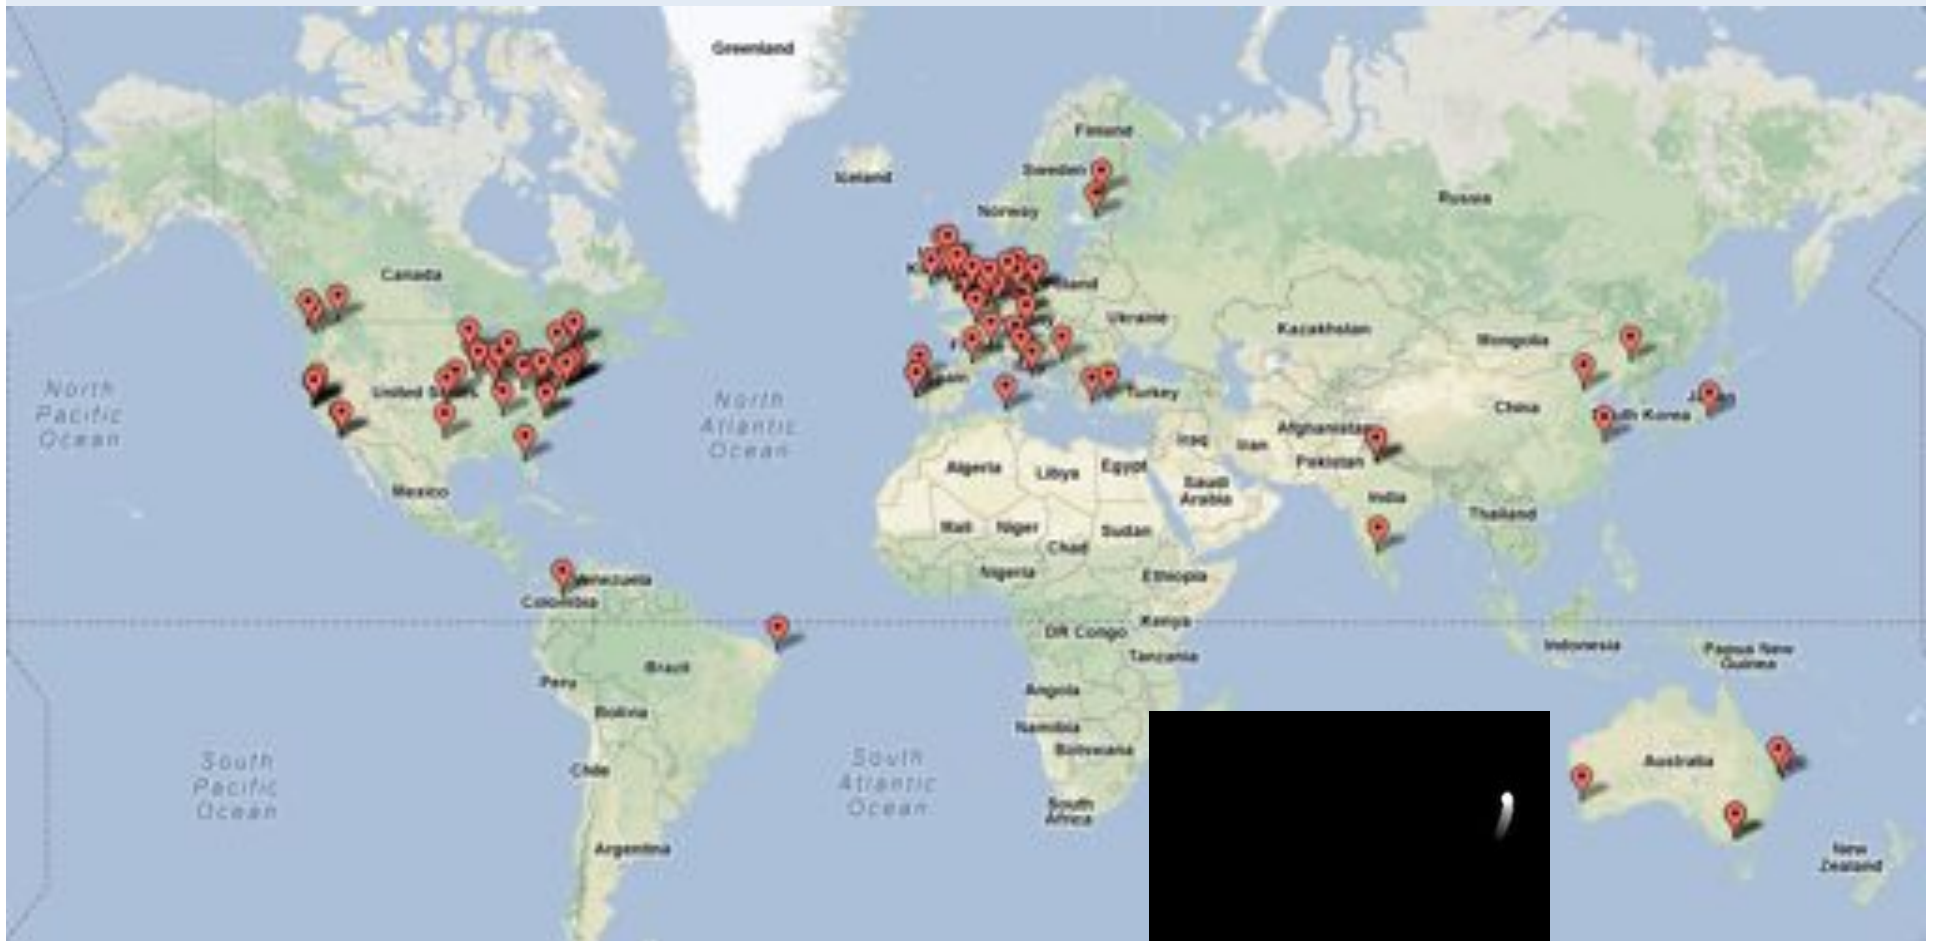 Greenland
Finland
Iceland
Sweden
Russia
Norway
Canada
Ukraine
Kazakhstan
Mongolia
North
Pacific
Ocean
United
North
Atlantic
Ocean
Turkey
China
South Korea
Afghanistan
Iraq
Iran
Pakistan
Algeria
Libya
Egypt
Saudi
Arabia
Mexico
India
Thailand
Mali
Niger
Sudan
Chad
Nigeria
Ethiopia
Venezuela
Colombia
Kenya
DR Congo
Tanzania
Indonesia
Papua New
Guinea
Brazil
Peru
Angola
Bolivia
Namibia
Botswana
South
Pacific
Ocean
South
Atlantic
Ocean
Australia
Chile
South
Africa
Argentina
New
Zealand